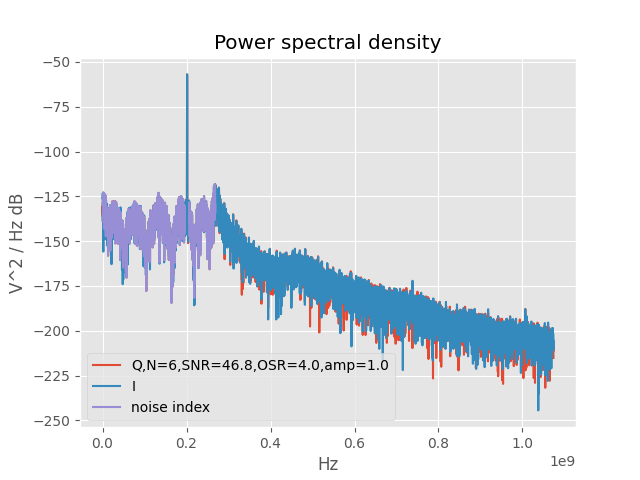 Power spectral density
−50
−75
−100
−125
−150
−175
−200
−225
−250
V^2 / Hz dB
Q,N=6,SNR=46.8,OSR=4.0,amp=1.0
I
noise index
0.0 0.2 0.4 0.6 0.8 1.0
1e9
Hz